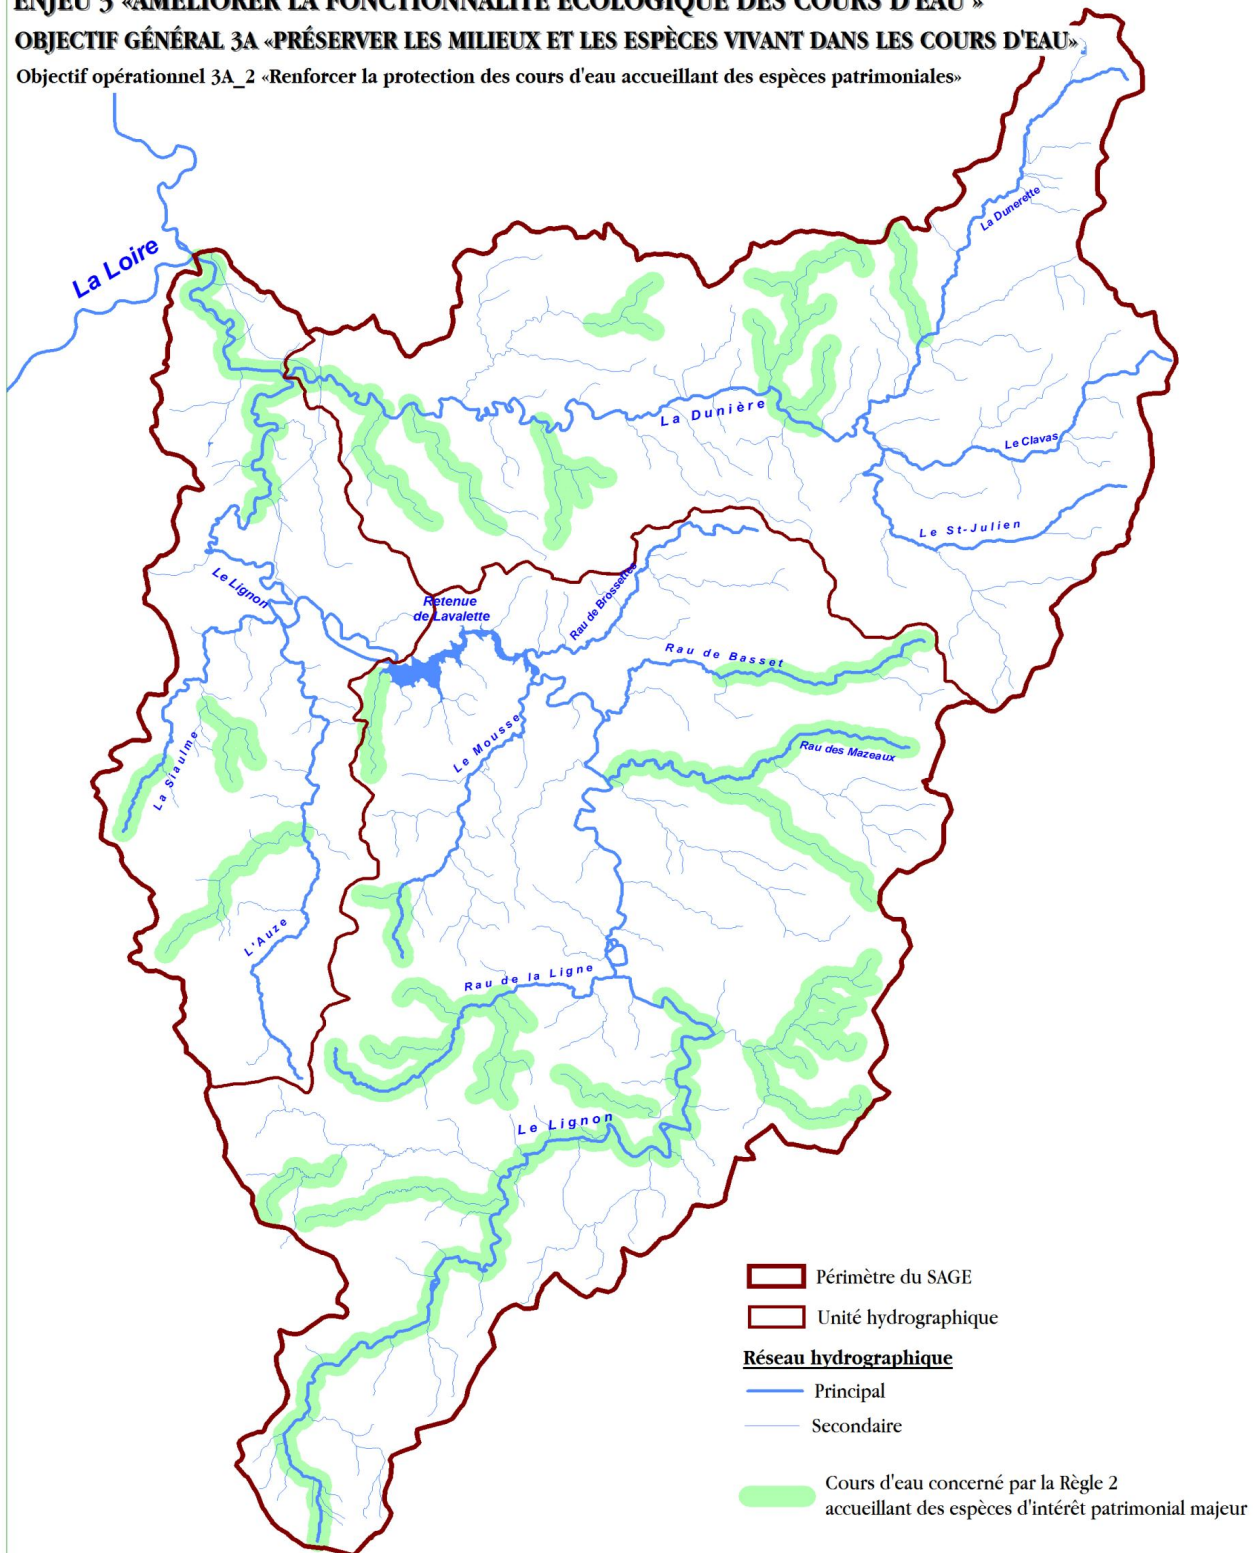 ENJEU 3 «AMÉLIORER LA FONCTIONNALITÉ ÉCOLOGIQUE DES COURS D'EAU »
OBJECTIF GÉNÉRAL 3A «PRÉSERVER LES MILIEUX ET LES ESPÈCES VIVANT DANS LES COURS D'EAU»
Objectif opérationnel 3A_2 «Renforcer la protection des cours d'eau accueillant des espèces patrimoniales»
La Dunerette
La Loire
La Dunière
Le Clavas
Le St-Julien
Le Lignon
Retenue
de Lavalette
Rau de Brossettes
Rau de Basset
Le Mousse
La Siaulme
Rau des Mazeaux
L'Auze
Rau de la Ligne
Le Lignon
Périmètre du SAGE
Unité hydrographique
Réseau hydrographique
Principal
Secondaire
Cours d'eau concerné par la Règle 2
accueillant des espèces d'intérêt patrimonial majeur